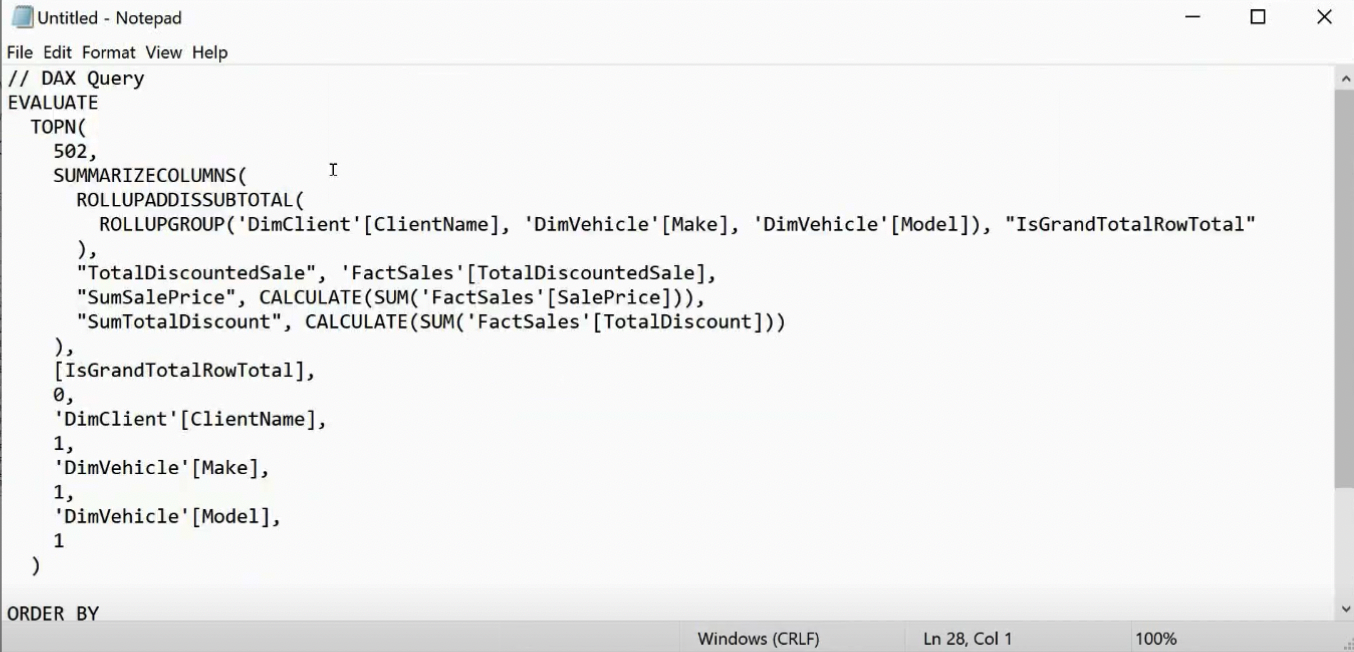 Untitled - Notepad
File Edit Format View Help
// DAX Query
EVALUATE
  TOPN(
    502,
    SUMMARIZECOLUMNS(
      ROLLUPADDISSUBTOTAL(
        ROLLUPGROUP('DimClient'[ClientName], 'DimVehicle'[Make], 'DimVehicle'[Model]), "IsGrandTotalRowTotal"
      ),
      "TotalDiscountedSale", 'FactSales'[TotalDiscountedSale],
      "SumSalePrice", CALCULATE(SUM('FactSales'[SalePrice])),
      "SumTotalDiscount", CALCULATE(SUM('FactSales'[TotalDiscount]))
    ),
    [IsGrandTotalRowTotal],
    0,
    'DimClient'[ClientName],
    1,
    'DimVehicle'[Make],
    1,
    'DimVehicle'[Model],
    1
  )
ORDER BY
Windows (CRLF) Ln 28, Col 1 100%